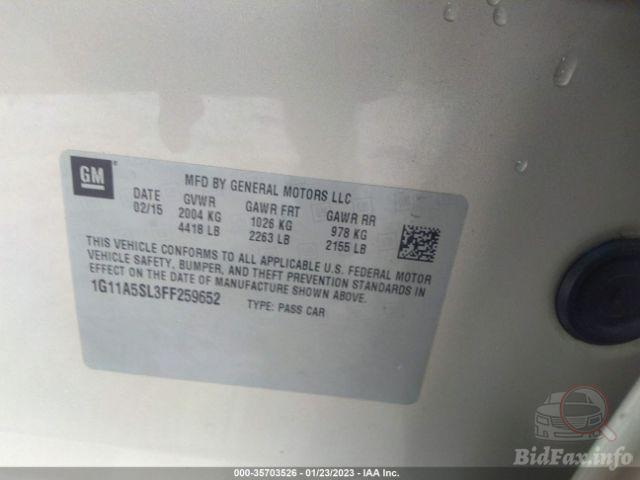 GM
MFD BY GENERAL MOTORS LLC
DATE GVWR GAWR FRT GAWR RR
02/15 2004 KG 1026 KG 978 KG
4418 LB 2263 LB 2155 LB
THIS VEHICLE CONFORMS TO ALL APPLICABLE U.S. FEDERAL MOTOR
VEHICLE SAFETY, BUMPER, AND THEFT PREVENTION STANDARDS IN
EFFECT ON THE DATE OF MANUFACTURE SHOWN ABOVE.
1G11A5SL3FF259652 TYPE: PASS CAR
BidFax.info
000-35703526 - 01/23/2023 - IAA Inc.